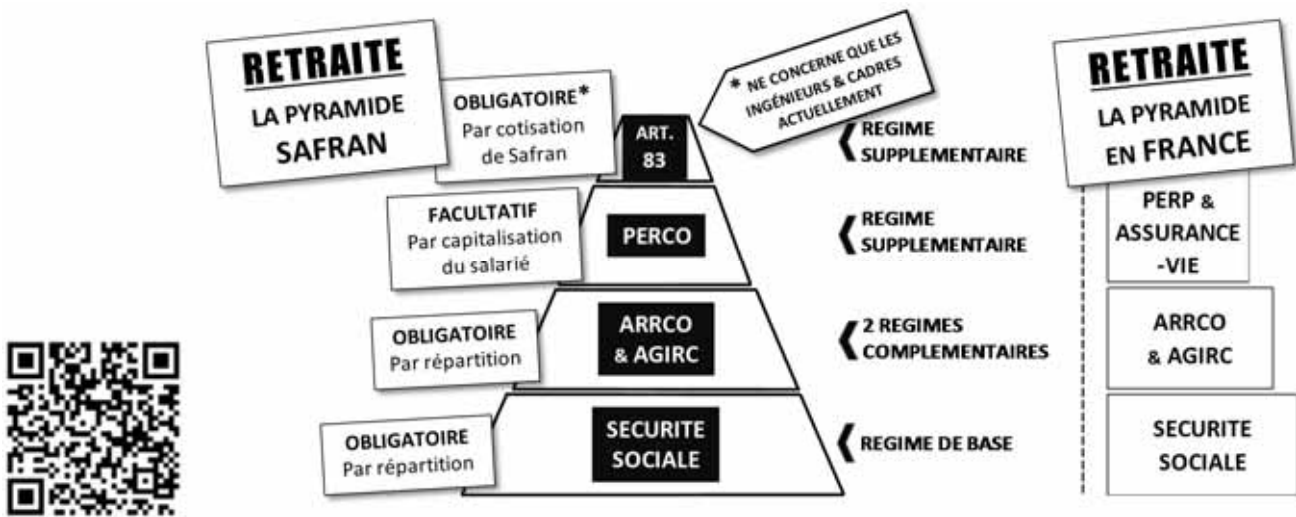 RETRAITE
LA PYRAMIDE
SAFRAN
OBLIGATOIRE*
Par cotisation
de Safran
ART.
83
* NE CONCERNE QUE LES
INGÉNIEURS & CADRES
ACTUELLEMENT
REGIME
SUPPLEMENTAIRE
FACULTATIF
Par capitalisation
du salarié
PERCO
REGIME
SUPPLEMENTAIRE
OBLIGATOIRE
Par répartition
ARRCO
& AGIRC
2 REGIMES
COMPLEMENTAIRES
OBLIGATOIRE
Par répartition
SECURITE
SOCIALE
REGIME DE BASE
RETRAITE
LA PYRAMIDE
EN FRANCE
PERP &
ASSURANCE
-VIE
ARRCO
& AGIRC
SECURITE
SOCIALE